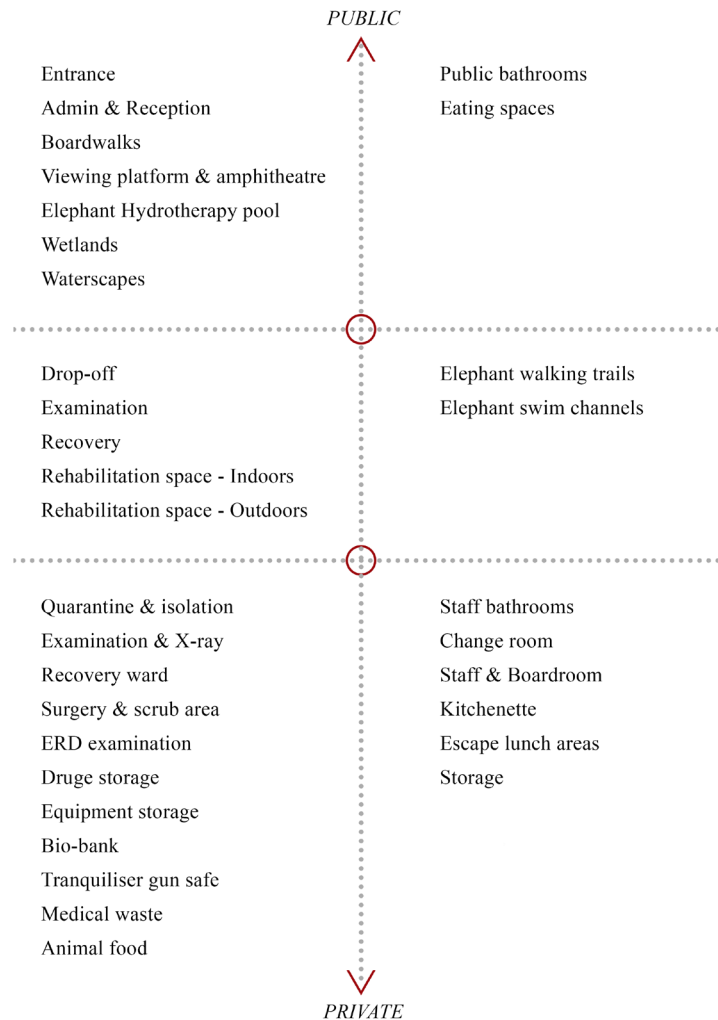 PUBLIC
Entrance
Admin & Reception
Boardwalks
Viewing platform & amphitheatre
Elephant Hydrotherapy pool
Wetlands
Waterscapes
Public bathrooms
Eating spaces
Drop-off
Examination
Recovery
Rehabilitation space - Indoors
Rehabilitation space - Outdoors
Elephant walking trails
Elephant swim channels
Quarantine & isolation
Examination & X-ray
Recovery ward
Surgery & scrub area
ERD examination
Druge storage
Equipment storage
Bio-bank
Tranquiliser gun safe
Medical waste
Animal food
Staff bathrooms
Change room
Staff & Boardroom
Kitchenette
Escape lunch areas
Storage
PRIVATE